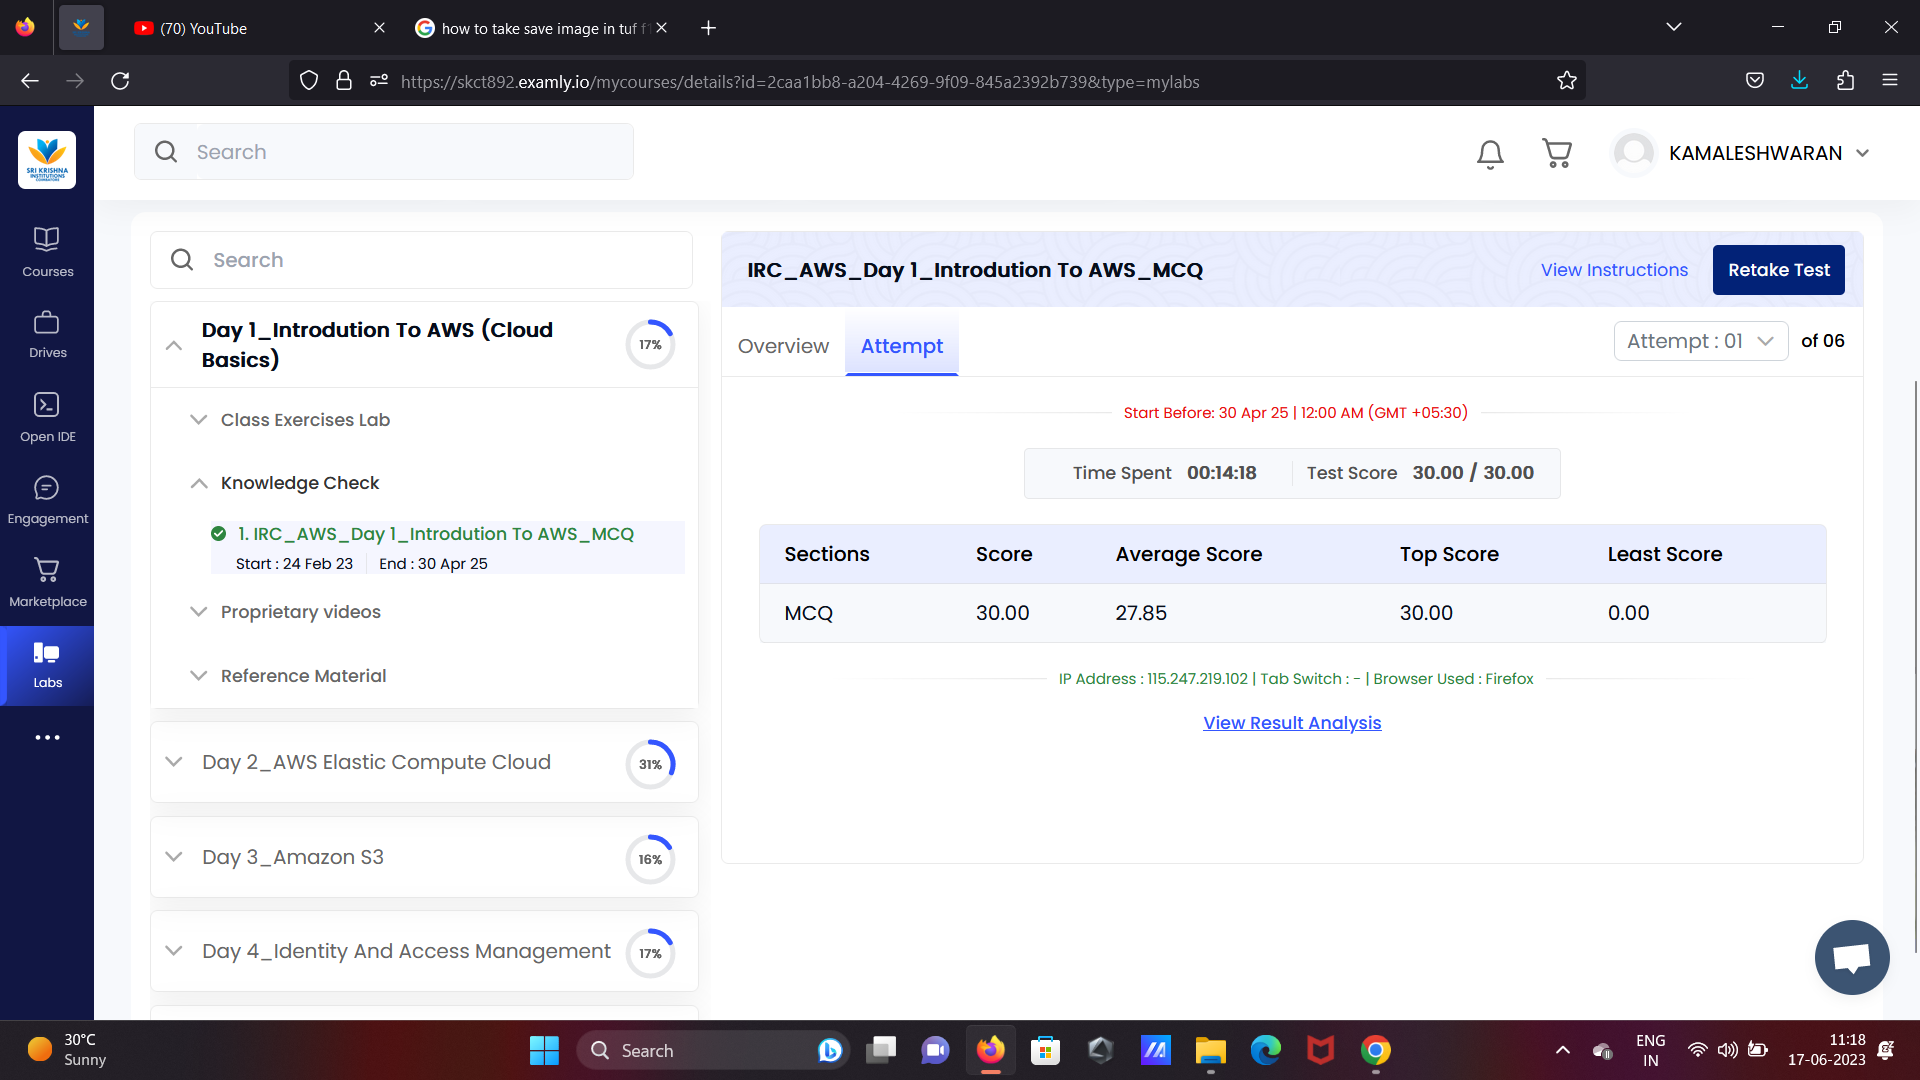 (70) YouTube
how to take save image in tuf f1
https://skct892.examly.io/mycourses/details?id=2caa1bb8-a204-4269-9f09-845a2392b739&type=mylabs
SRI KRISHNA
INSTITUTIONS
Search
KAMALESHWARAN
Courses
Drives
Open IDE
Engagement
Marketplace
Labs
Search
Day 1_Introdution To AWS (Cloud
Basics)
17%
Class Exercises Lab
Knowledge Check
1. IRC_AWS_Day 1_Introdution To AWS_MCQ
Start : 24 Feb 23
End : 30 Apr 25
Proprietary videos
Reference Material
Day 2_AWS Elastic Compute Cloud
31%
Day 3_Amazon S3
16%
Day 4_Identity And Access Management
17%
IRC_AWS_Day 1_Introdution To AWS_MCQ
View Instructions
Retake Test
Overview
Attempt
Attempt : 01
of 06
Start Before: 30 Apr 25 | 12:00 AM (GMT +05:30)
Time Spent 00:14:18
Test Score 30.00 / 30.00
Sections Score Average Score Top Score Least Score
MCQ 30.00 27.85 30.00 0.00
IP Address : 115.247.219.102 | Tab Switch : - | Browser Used : Firefox
View Result Analysis
30°C
Sunny
Search
ENG
IN
11:18
17-06-2023